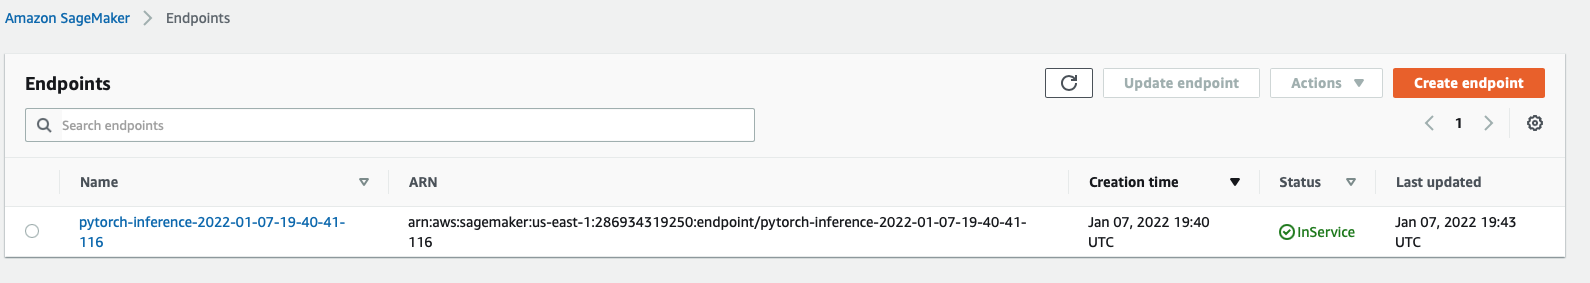 Amazon SageMaker > Endpoints
Endpoints
Update endpoint Actions Create endpoint
Search endpoints
1
Name ARN Creation time Status Last updated
pytorch-inference-2022-01-07-19-40-41- arn:aws:sagemaker:us-east-1:286934319250:endpoint/pytorch-inference-2022-01-07-19-40-41- Jan 07, 2022 19:40 InService Jan 07, 2022 19:43
116 116 UTC UTC